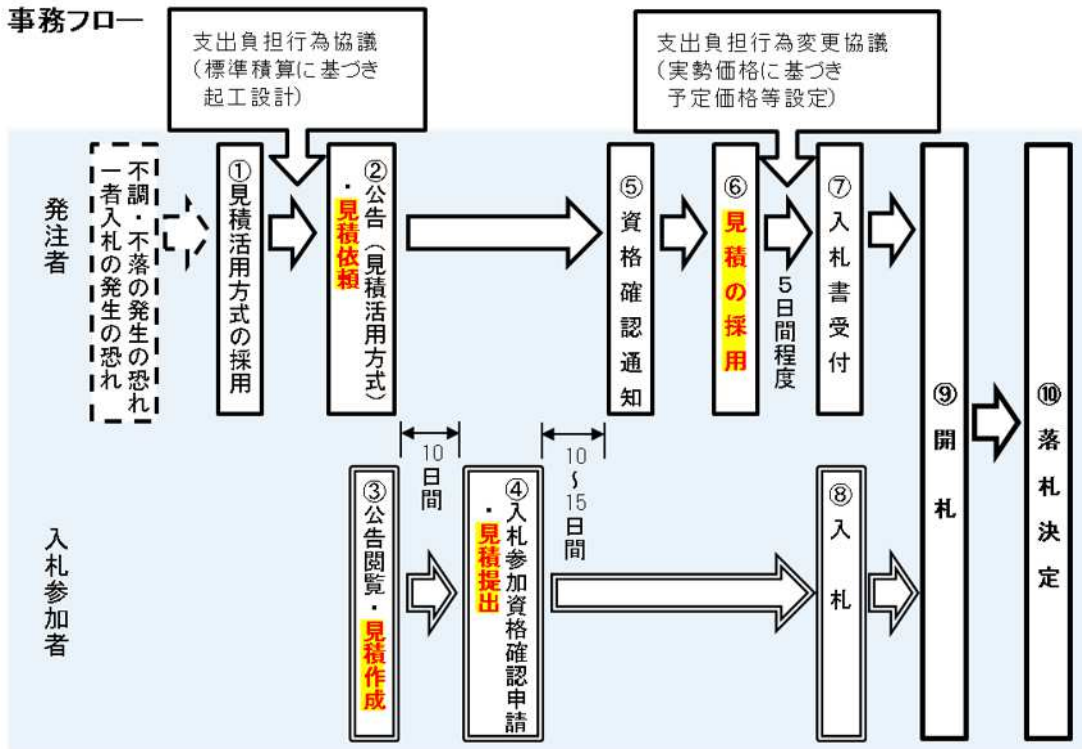 事務フロー
支出負担行為協議
(標準積算に基づき
起工設計)
支出負担行為変更協議
(実勢価格に基づき
予定価格等設定)
発注者
不調・不落の発生の恐れ
一者入札の発生の恐れ
①見積活用方式の採用
②公告(見積活用方式)
・見積依頼
⑤資格確認通知
⑥見積の採用
5日間程度
⑦入札書受付
⑨開札
⑩落札決定
入札参加者
③公告閲覧・見積作成
10日間
④入札参加資格確認申請
・見積提出
10~15日間
⑧入札